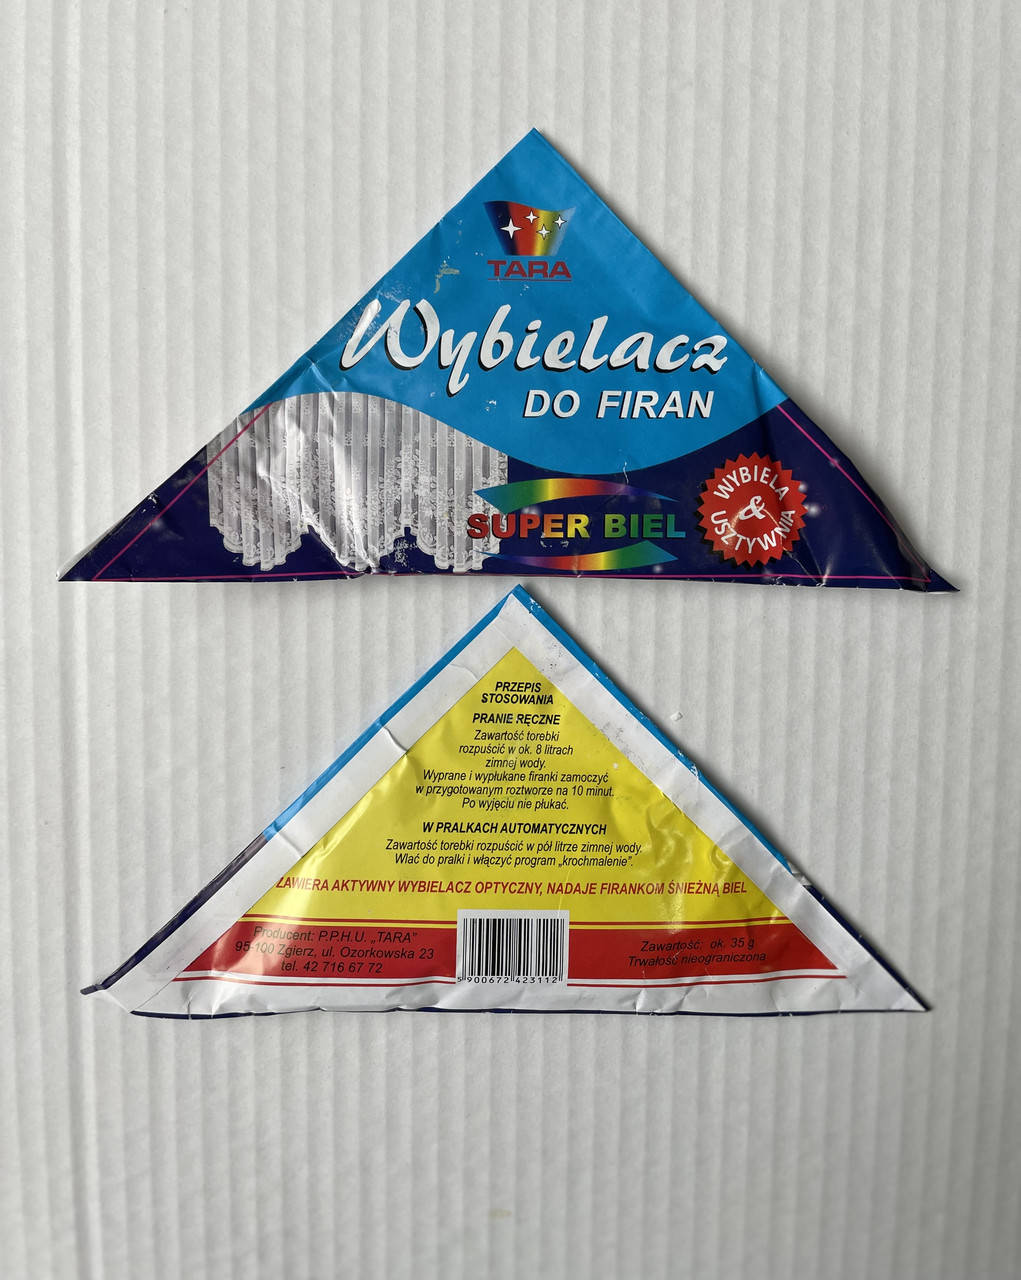 TARA
Wybielacz
DO FIRAN
SUPER BIEL
WYBIELA
&
USZTYWNIA
PRZEPIS
STOSOWANIA
PRANIE RĘCZNE
Zawartość torebki
rozpuścić w ok. 8 litrach
zimnej wody.
Wyprane i wypłukane firanki zamoczyć
w przygotowanym roztworze na 10 minut.
Po wyjęciu nie płukać.
W PRALKACH AUTOMATYCZNYCH
Zawartość torebki rozpuścić w pół litrze zimnej wody.
Wlać do pralki i włączyć program „krochmalenie”.
ZAWIERA AKTYWNY WYBIELACZ OPTYCZNY, NADAJE FIRANKOM ŚNIEŻNĄ BIEL
Producent: P.P.H.U. „TARA”
95-100 Zgierz, ul. Ozorkowska 23
tel. 42 716 67 72
5 900672 423112
Zawartość: ok. 35 g
Trwałość nieograniczona